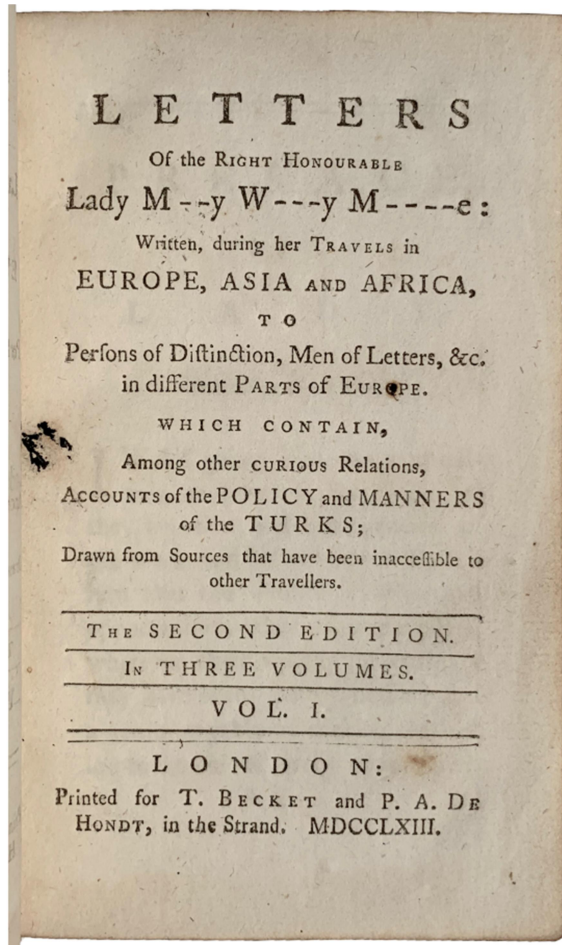 LETTERS
Of the RIGHT HONOURABLE
Lady M--y W---y M----e:
Written, during her TRAVELS in
EUROPE, ASIA AND AFRICA,
TO
Perſons of Diſtinction, Men of Letters, &c.
in different PARTS of EUROPE.
WHICH CONTAIN,
Among other CURIOUS Relations,
ACCOUNTS of the POLICY and MANNERS
of the TURKS;
Drawn from Sources that have been inacceſſible to
other Travellers.
THE SECOND EDITION.
IN THREE VOLUMES.
VOL. I.
LONDON:
Printed for T. BECKET and P. A. DE
HONDT, in the Strand. MDCCLXIII.